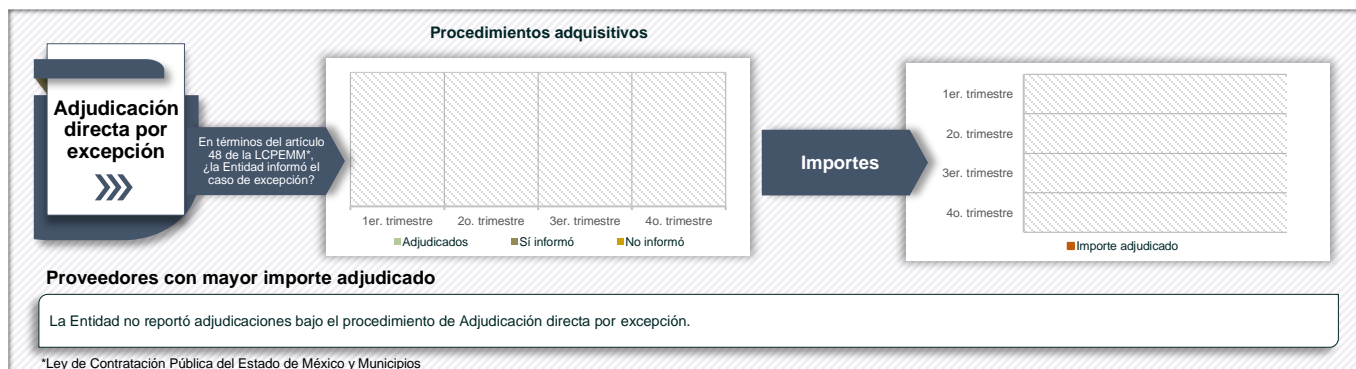 Procedimientos adquisitivos
Adjudicación
directa por
excepción
En términos del artículo
48 de la LCPEMM*,
¿la Entidad informó el
caso de excepción?
1er. trimestre 2o. trimestre 3er. trimestre 4o. trimestre
Adjudicados Sí informó No informó
Importes
1er. trimestre
2o. trimestre
3er. trimestre
4o. trimestre
Importe adjudicado
Proveedores con mayor importe adjudicado
La Entidad no reportó adjudicaciones bajo el procedimiento de Adjudicación directa por excepción.
*Ley de Contratación Pública del Estado de México y Municipios